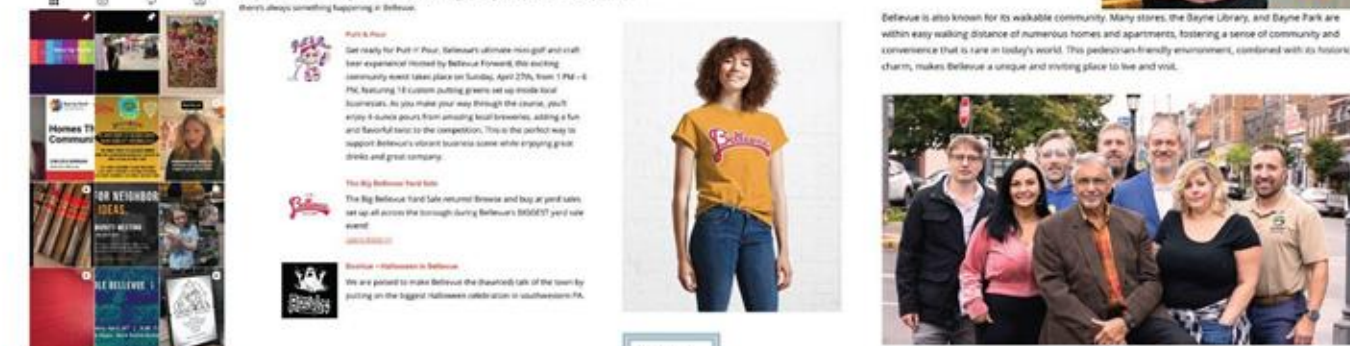 there's always something happening in Bellevue.
Homes Th
Communi
FOR NEIGHBOR
IDEAS.
MUNITY MEETING
LE BELLEVUE
Putt & Pour
Get ready for Putt n' Pour, Bellevue's ultimate mini-golf and craft
beer experience! Hosted by Bellevue Forward, this exciting
community event takes place on Sunday, April 27th, from 1 PM – 6
PM, featuring 18 custom putting greens set up inside local
businesses. As you make your way through the course, you'll
enjoy 4-ounce pours from amazing local breweries, adding a fun
and flavorful twist to the competition. This is the perfect way to
support Bellevue's vibrant business scene while enjoying great
drinks and great company.
The Big Bellevue Yard Sale
The Big Bellevue Yard Sale returns! Browse and buy at yard sales
set up all across the borough during Bellevue's BIGGEST yard sale
event!
– Halloween in Bellevue
We are poised to make Bellevue the (haunted) talk of the town by
putting on the biggest Halloween celebration in southwestern PA.
Bellevue
Bellevue is also known for its walkable community. Many stores, the Bayne Library, and Bayne Park are
within easy walking distance of numerous homes and apartments, fostering a sense of community and
convenience that is rare in today's world. This pedestrian-friendly environment, combined with its historic
charm, makes Bellevue a unique and inviting place to live and visit.